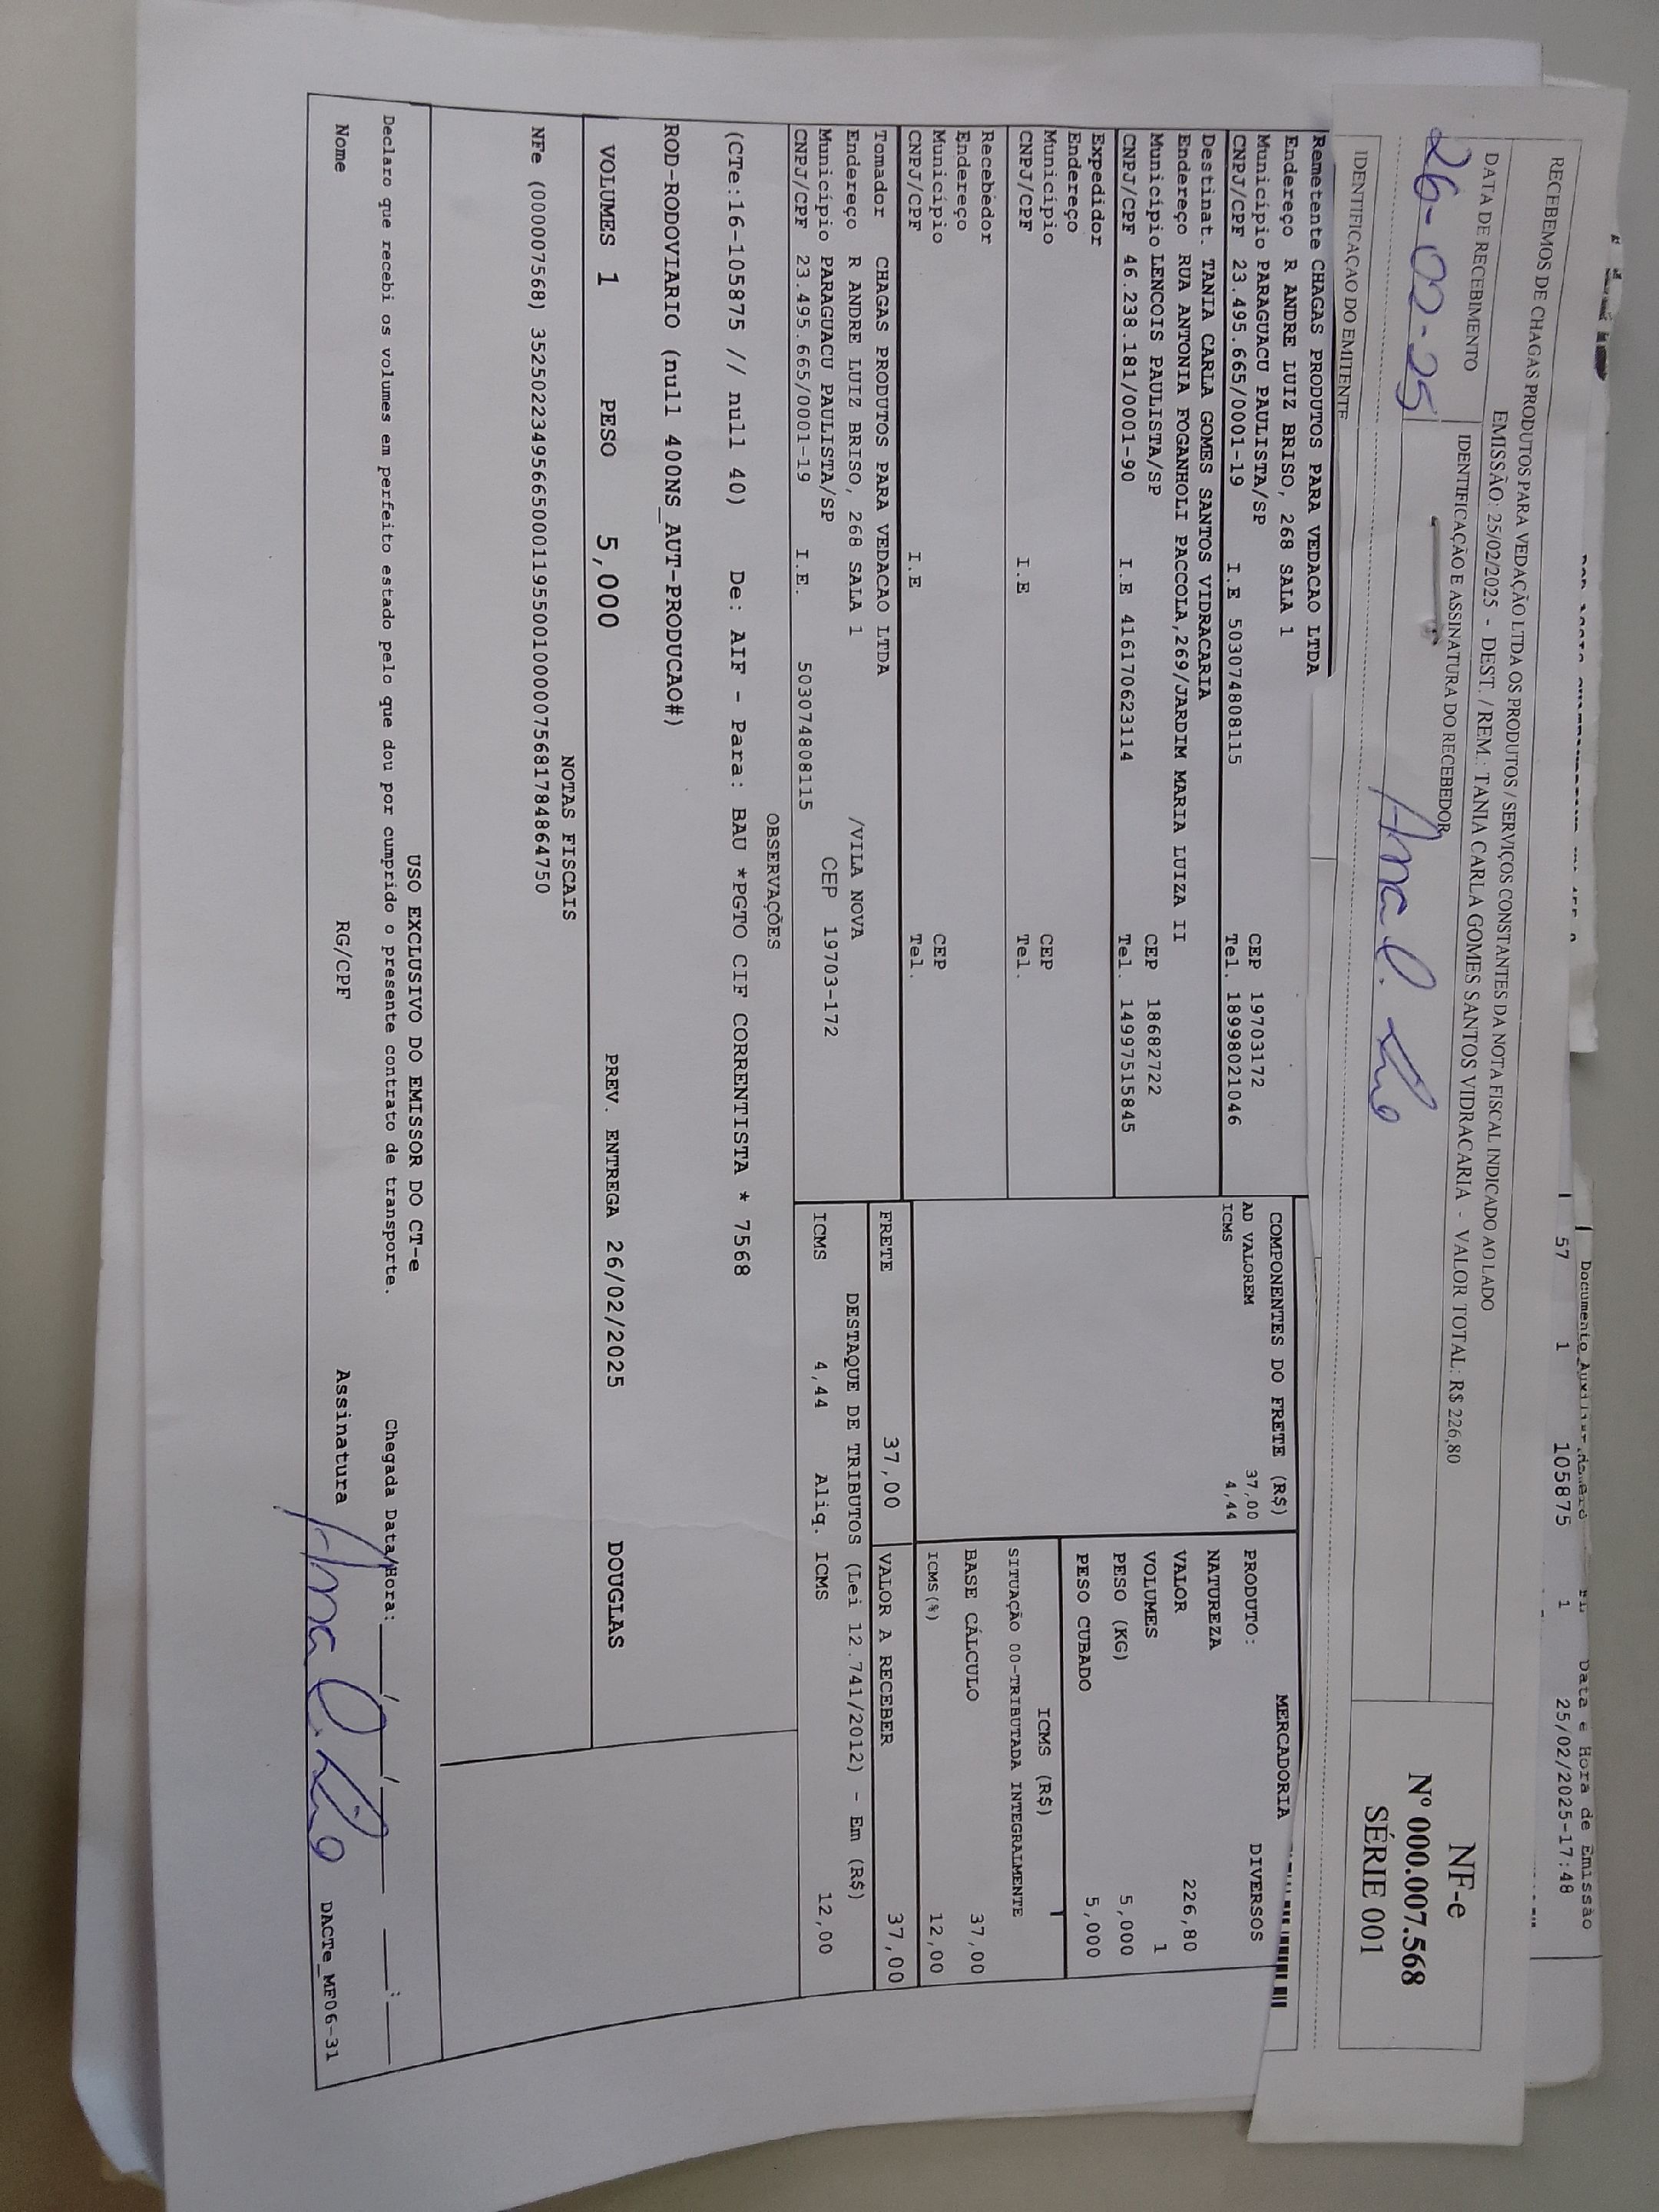 Documento
Data e Hora de Emissão
57 1 105875 1 25/02/2025-17:48
RECEBEMOS DE CHAGAS PRODUTOS PARA VEDAÇÃO LTDA OS PRODUTOS / SERVIÇOS CONSTANTES DA NOTA FISCAL INDICADO AO LADO
EMISSÃO: 25/02/2025 - DEST. / REM.: TANIA CARLA GOMES SANTOS VIDRACARIA - VALOR TOTAL: R$ 226,80
DATA DE RECEBIMENTO
26-02-25
IDENTIFICAÇÃO E ASSINATURA DO RECEBEDOR
NF-e
Nº 000.007.568
SÉRIE 001
IDENTIFICAÇAO DO EMITENTE
Remetente CHAGAS PRODUTOS PARA VEDACAO LTDA
Endereço R ANDRE LUIZ BRISO, 268 SALA 1
Município PARAGUACU PAULISTA/SP CEP 19703172
CNPJ/CPF 23.495.665/0001-19 I.E 503074808115 Tel. 18998021046
Destinat. TANIA CARLA GOMES SANTOS VIDRACARIA
Endereço RUA ANTONIA FOGANHOLI PACCOLA,269/JARDIM MARIA LUIZA II
Município LENCOIS PAULISTA/SP CEP 18682722
CNPJ/CPF 46.238.181/0001-90 I.E 416170623114 Tel. 14997515845
Expedidor
Endereço
Município CEP
CNPJ/CPF I.E Tel.
Recebedor
Endereço
Município CEP
CNPJ/CPF I.E Tel.
Tomador CHAGAS PRODUTOS PARA VEDACAO LTDA
Endereço R ANDRE LUIZ BRISO, 268 SALA 1 /VILA NOVA
Município PARAGUACU PAULISTA/SP CEP 19703-172
CNPJ/CPF 23.495.665/0001-19 I.E. 503074808115
COMPONENTES DO FRETE (R$)
AD VALOREM 37,00
ICMS 4,44
MERCADORIA
PRODUTO: DIVERSOS
NATUREZA
VALOR 226,80
VOLUMES 1
PESO (KG) 5,000
PESO CUBADO 5,000
ICMS (R$)
SITUAÇÃO 00-TRIBUTADA INTEGRALMENTE
BASE CÁLCULO 37,00
ICMS(%) 12,00
FRETE 37,00 VALOR A RECEBER 37,00
DESTAQUE DE TRIBUTOS (Lei 12.741/2012) - Em (R$)
ICMS 4,44 Aliq. ICMS 12,00
OBSERVAÇÕES
(CTe:16-105875 // null 40) De: AIF - Para: BAU *PGTO CIF CORRENTISTA * 7568
ROD-RODOVIARIO (null 400NS_AUT-PRODUCAO#)
VOLUMES 1 PESO 5,000 PREV. ENTREGA 26/02/2025 DOUGLAS
NOTAS FISCAIS
NFe (000007568) 35250223495665000119550010000075681784864750
USO EXCLUSIVO DO EMISSOR DO CT-e
Declaro que recebi os volumes em perfeito estado pelo que dou por cumprido o presente contrato de transporte. Chegada Data/Hora: ___/___/___ ___:___
Nome RG/CPF Assinatura DACTe_MF06-31